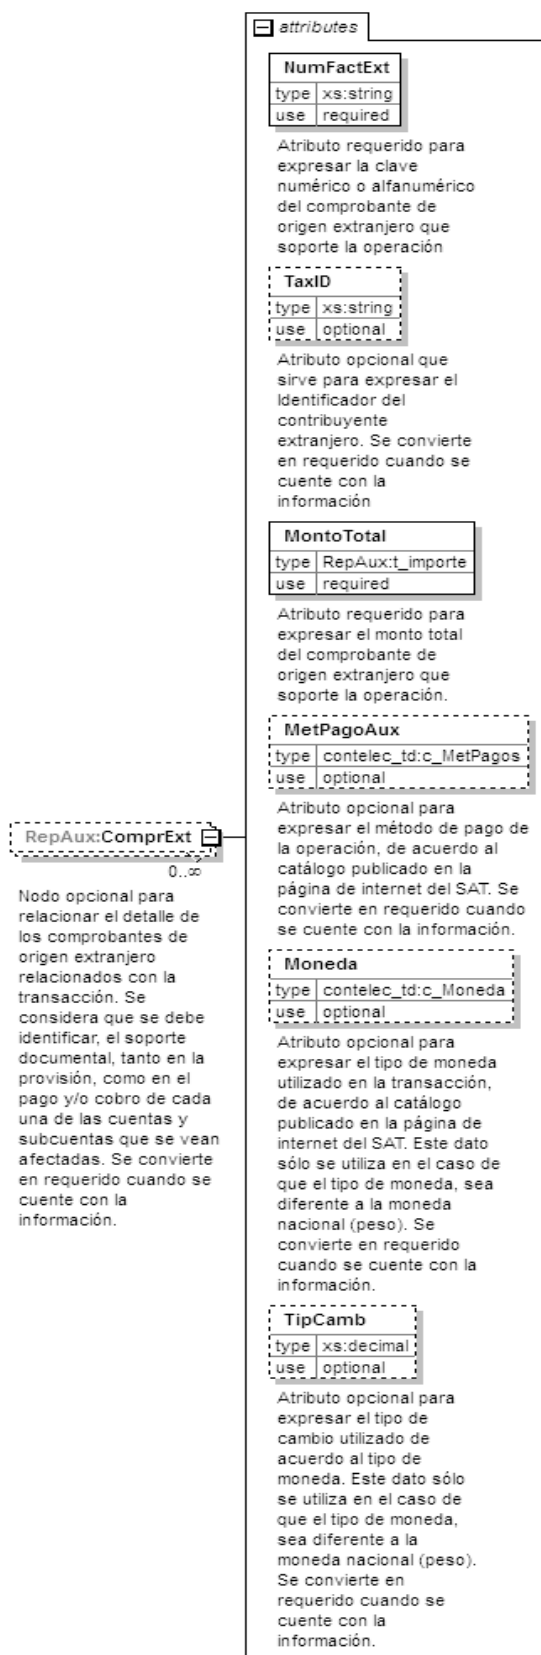 attributes
NumFactExt
type xs:string
use required
Atributo requerido para
expresar la clave
numérico o alfanumérico
del comprobante de
origen extranjero que
soporte la operación
TaxID
type xs:string
use optional
Atributo opcional que
sirve para expresar el
Identificador del
contribuyente
extranjero. Se convierte
en requerido cuando se
cuente con la
información
MontoTotal
type RepAux:t_importe
use required
Atributo requerido para
expresar el monto total
del comprobante de
origen extranjero que
soporte la operación.
MetPagoAux
type contelec_td:c_MetPagos
use optional
Atributo opcional para
expresar el método de pago de
la operación, de acuerdo al
catálogo publicado en la
página de internet del SAT. Se
convierte en requerido cuando
se cuente con la información.
Moneda
type contelec_td:c_Moneda
use optional
Atributo opcional para
expresar el tipo de moneda
utilizado en la transacción,
de acuerdo al catálogo
publicado en la página de
internet del SAT. Este dato
sólo se utiliza en el caso de
que el tipo de moneda, sea
diferente a la moneda
nacional (peso). Se
convierte en requerido
cuando se cuente con la
información.
TipCamb
type xs:decimal
use optional
Atributo opcional para
expresar el tipo de
cambio utilizado de
acuerdo al tipo de
moneda. Este dato sólo
se utiliza en el caso de
que el tipo de moneda,
sea diferente a la
moneda nacional (peso).
Se convierte en
requerido cuando se
cuente con la
información.
RepAux:ComprExt
0..∞
Nodo opcional para
relacionar el detalle de
los comprobantes de
origen extranjero
relacionados con la
transacción. Se
considera que se debe
identificar, el soporte
documental, tanto en la
provisión, como en el
pago y/o cobro de cada
una de las cuentas y
subcuentas que se vean
afectadas. Se convierte
en requerido cuando se
cuente con la
información.